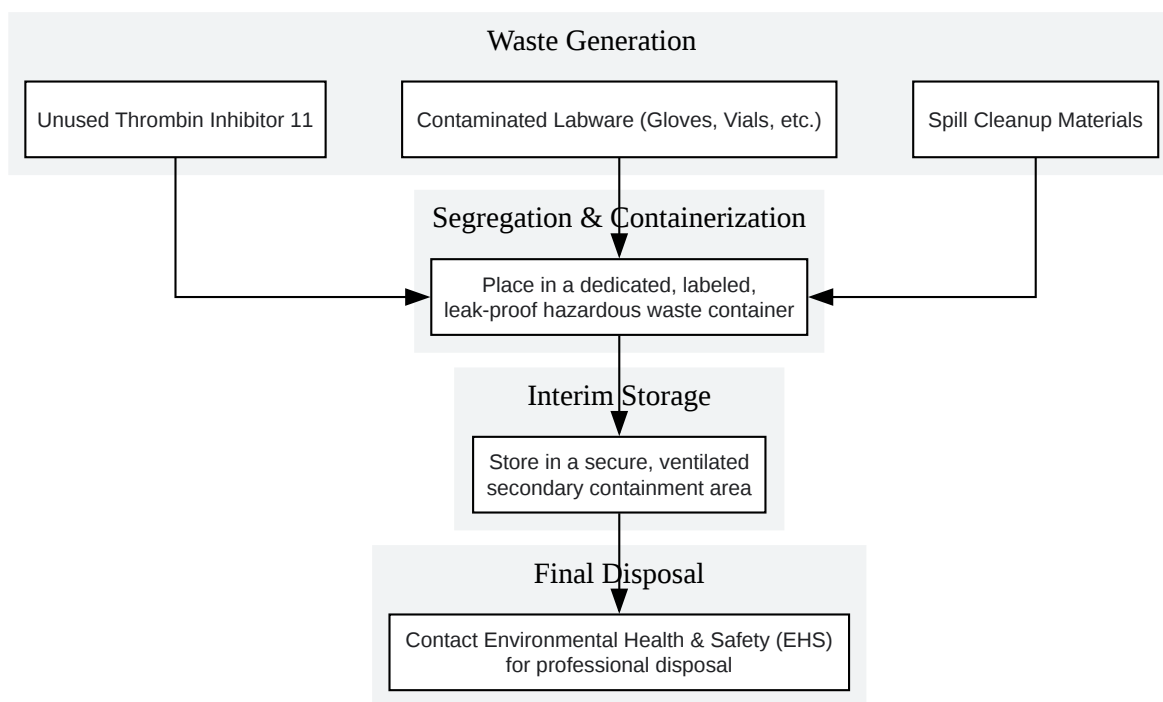 Waste Generation
Unused Thrombin Inhibitor 11
Contaminated Labware (Gloves, Vials, etc.)
Spill Cleanup Materials
Segregation & Containerization
Place in a dedicated, labeled,
leak-proof hazardous waste container
Interim Storage
Store in a secure, ventilated
secondary containment area
Final Disposal
Contact Environmental Health & Safety (EHS)
for professional disposal